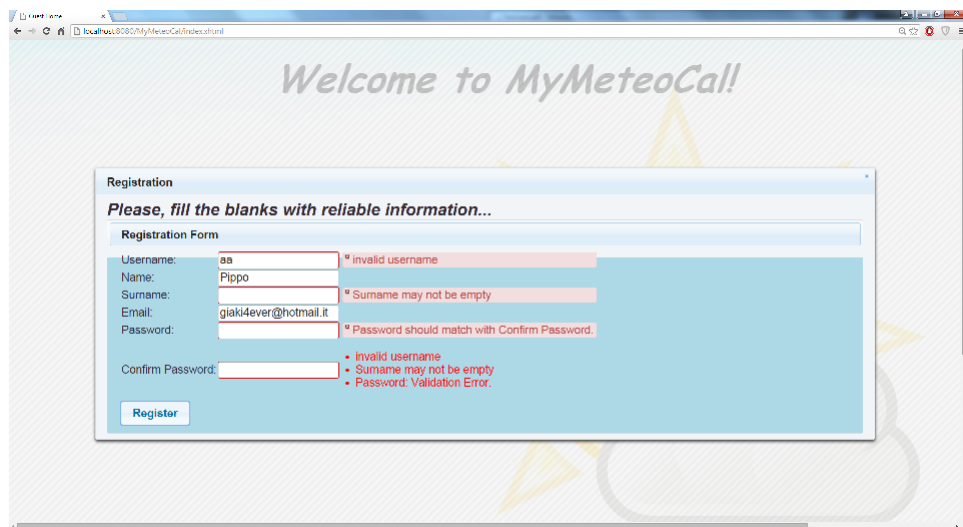 Guest Home
localhost:8080/MyMeteoCal/index.xhtml
Welcome to MyMeteoCal!
Registration
Please, fill the blanks with reliable information...
Registration Form
Username: aa invalid username
Name: Pippo
Surname: Surname may not be empty
Email: giaki4ever@hotmail.it
Password: Password should match with Confirm Password.
• invalid username
Confirm Password: • Surname may not be empty
• Password: Validation Error.
Register